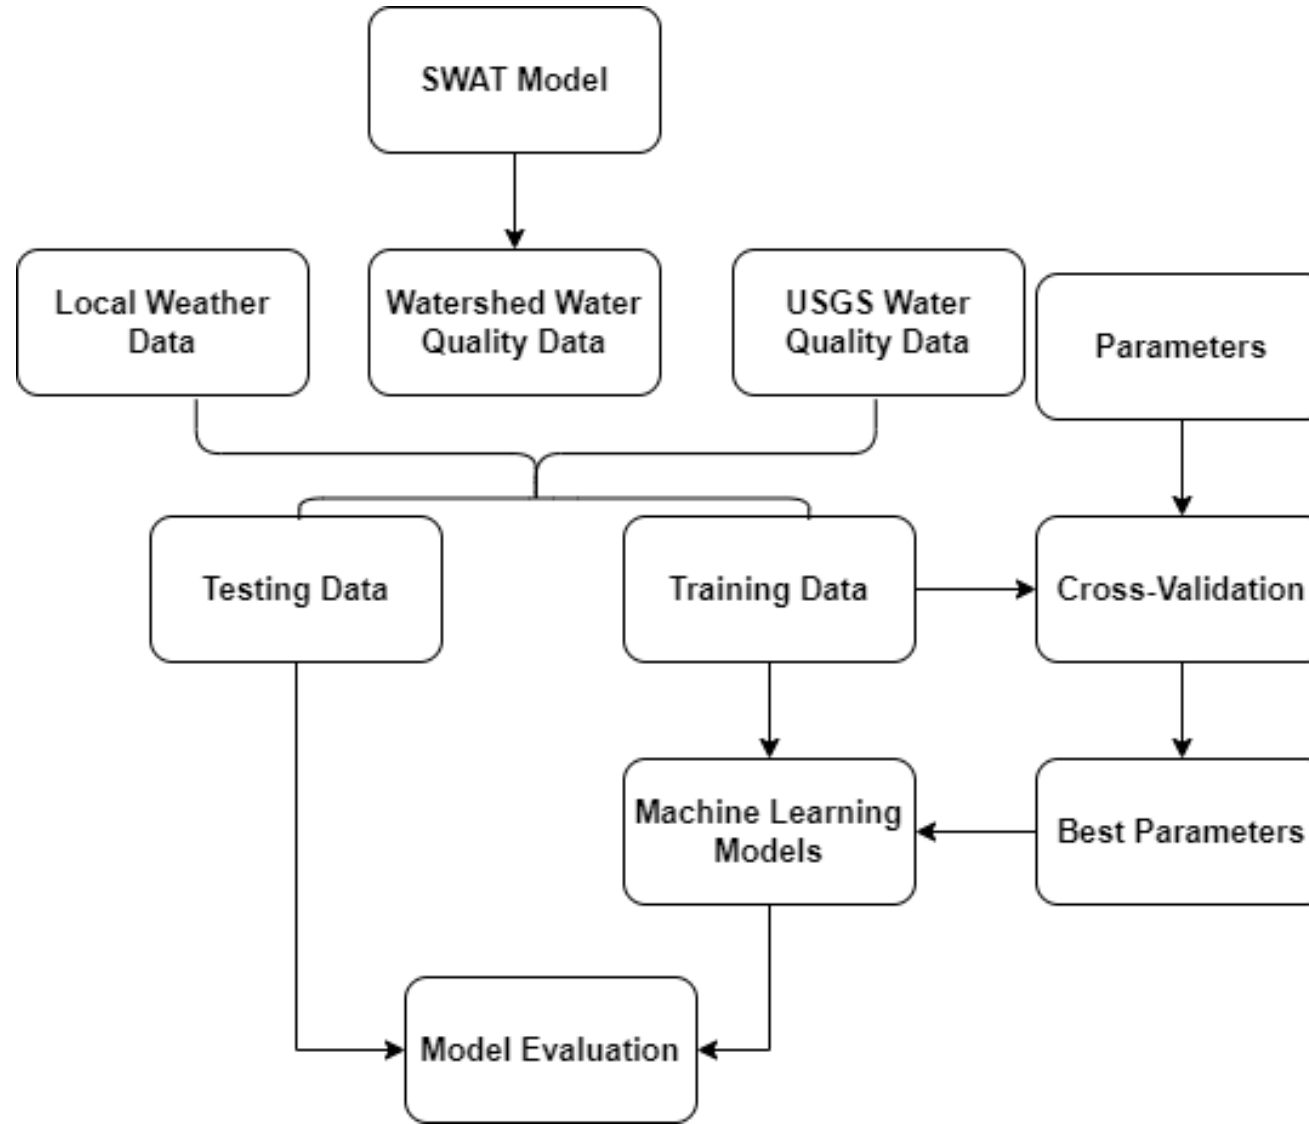 SWAT Model
Local Weather
Data
Watershed Water
Quality Data
USGS Water
Quality Data
Parameters
Testing Data
Training Data
Cross-Validation
Machine Learning
Models
Best Parameters
Model Evaluation